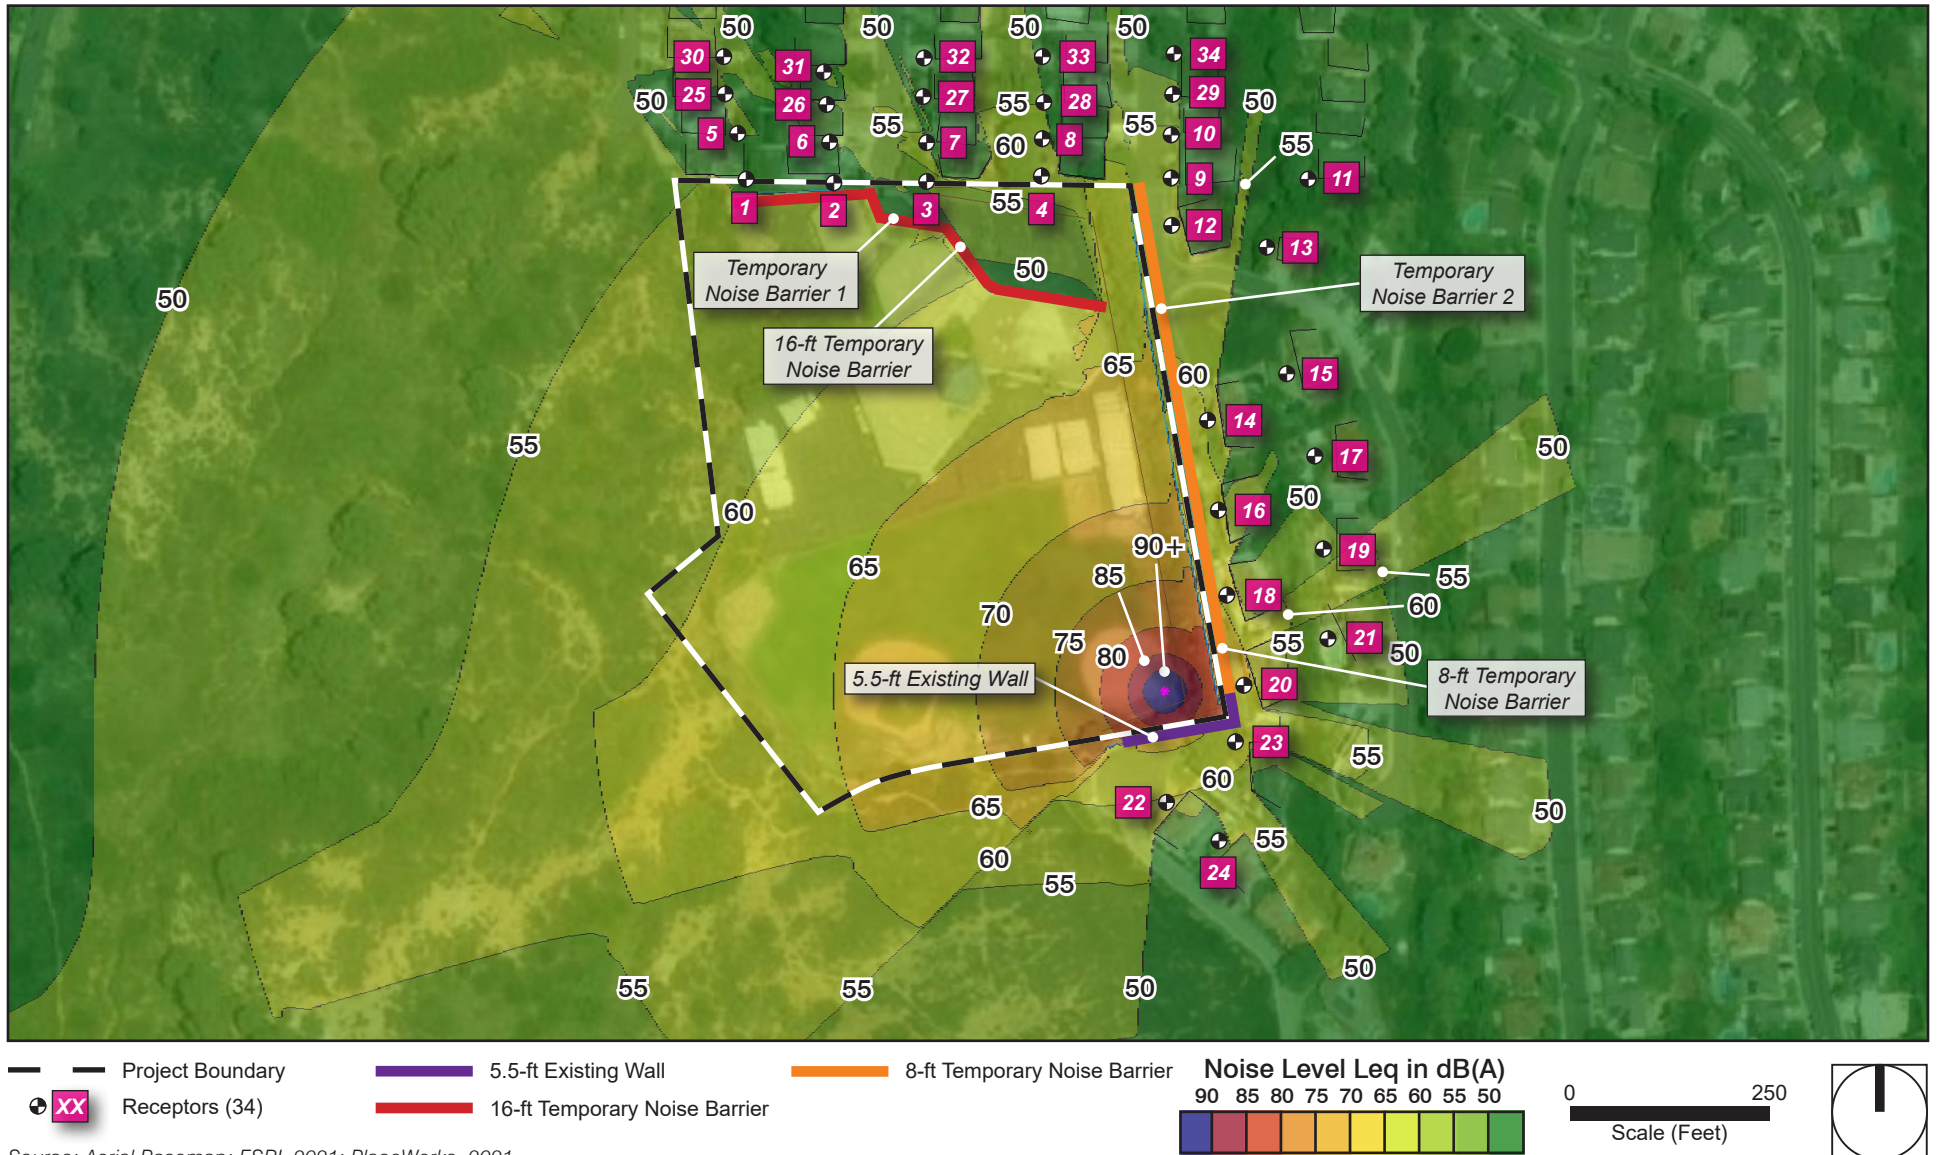 50 50 50 50
30 31 32 33 34
50 25 26 27 55 28 29 50
5 6 55 7 60 8 55 10 55
1 2 3 55 4 9 11
12 13
Temporary
Noise Barrier 1
50
Temporary
Noise Barrier 2
50
16-ft Temporary
Noise Barrier
65 60 15
14
55 17 50
60 16 50
90+ 19
65 85 55
70 18 60
75 80 55 21 50
5.5-ft Existing Wall
20
8-ft Temporary
Noise Barrier
23 55
60
65 22 50
60 55 24
55
55 55 50 50
Project Boundary
5.5-ft Existing Wall
8-ft Temporary Noise Barrier
XX Receptors (34)
16-ft Temporary Noise Barrier
Noise Level Leq in dB(A)
90 85 80 75 70 65 60 55 50
0 250
Scale (Feet)